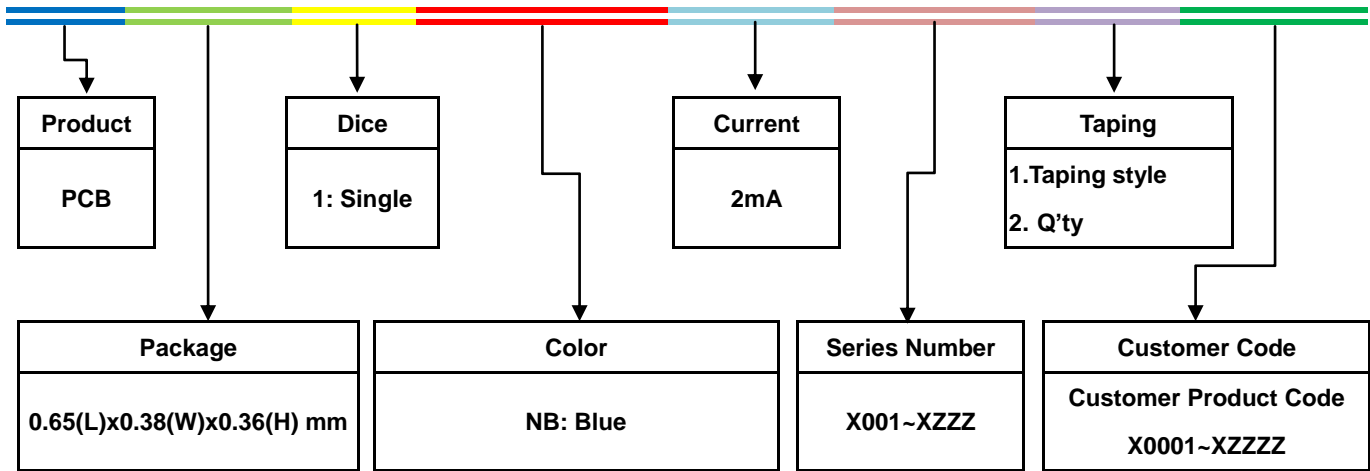 Product
PCB
Dice
1: Single
Current
2mA
Taping
1.Taping style
2. Q’ty
Package
0.65(L)x0.38(W)x0.36(H) mm
Color
NB: Blue
Series Number
X001~XZZZ
Customer Code
Customer Product Code
X0001~XZZZZ